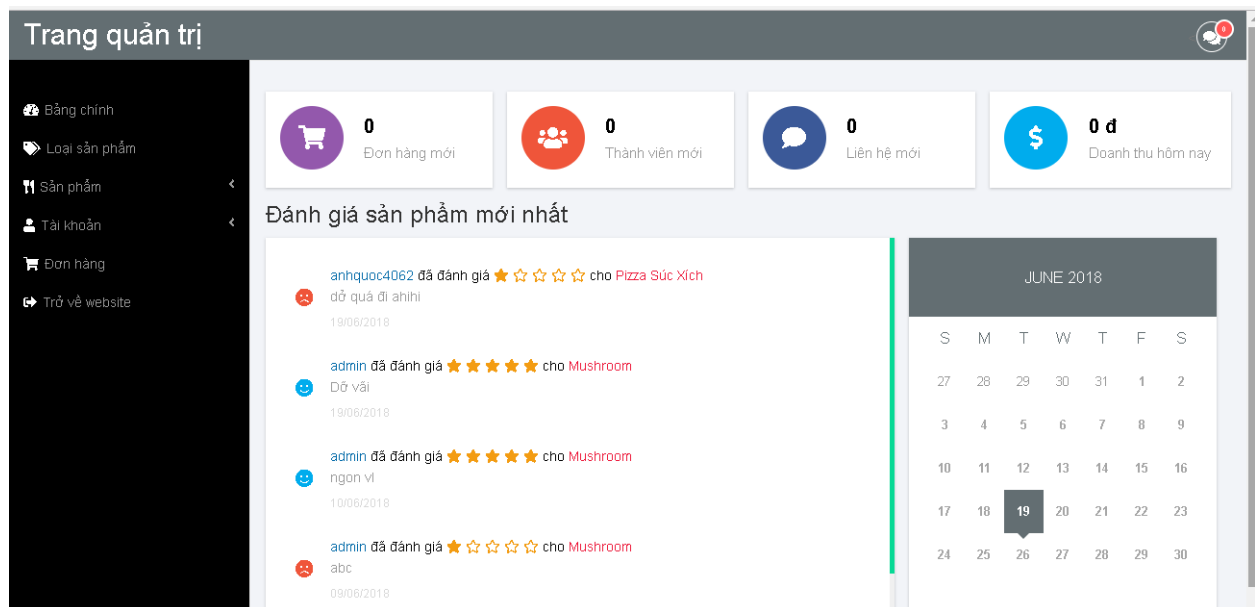 Trang quản trị
0
Bảng chính
Loại sản phẩm
Sản phẩm
Tài khoản
Đơn hàng
Trở về website
0
Đơn hàng mới
0
Thành viên mới
0
Liên hệ mới
0 đ
Doanh thu hôm nay
Đánh giá sản phẩm mới nhất
anhquoc4062 đã đánh giá ★ ☆ ☆ ☆ ☆ cho Pizza Súc Xích
dở quá đi ahihi
19/06/2018
admin đã đánh giá ★ ★ ★ ★ ★ cho Mushroom
Dỡ vãi
19/06/2018
admin đã đánh giá ★ ★ ★ ★ ★ cho Mushroom
ngon vl
10/06/2018
admin đã đánh giá ★ ☆ ☆ ☆ ☆ cho Mushroom
abc
09/06/2018
JUNE 2018
S M T W T F S
27 28 29 30 31 1 2
3 4 5 6 7 8 9
10 11 12 13 14 15 16
17 18 19 20 21 22 23
24 25 26 27 28 29 30